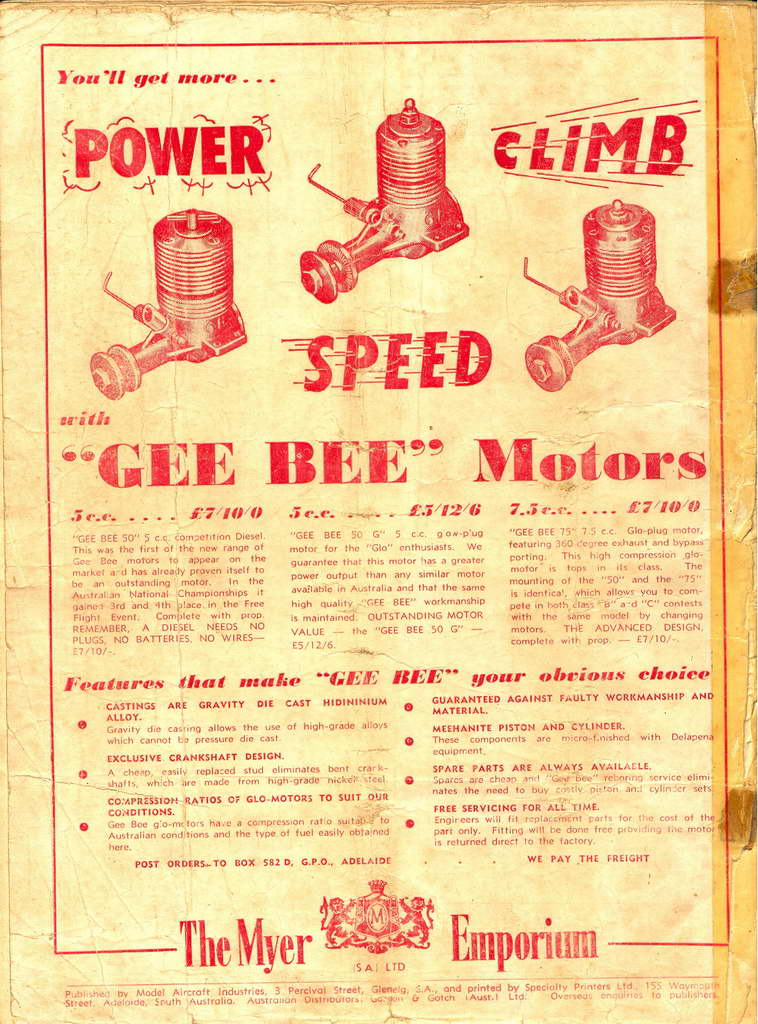 You'll get more . . .
POWER
CLIMB
SPEED
with
"GEE BEE" Motors
5 c.c. . . . . £7/10/0
"GEE BEE 50" 5 c.c. competition Diesel.
This was the first of the new range of
Gee Bee motors to appear on the
market and has already proven itself to
be an outstanding motor. In the
Australian National Championships it
gained 3rd and 4th place in the Free
Flight Event. Complete with prop.
REMEMBER, A DIESEL NEEDS NO
PLUGS, NO BATTERIES, NO WIRES—
£7/10/-.
5 c.c. . . . . . £5/12/6
"GEE BEE 50 G" 5 c.c. glow-plug
motor for the "Glo" enthusiasts. We
guarantee that this motor has a greater
power output than any similar motor
available in Australia and that the same
high quality "GEE BEE" workmanship
is maintained. OUTSTANDING MOTOR
VALUE — the "GEE BEE 50 G" —
£5/12/6.
7.5 c.c. . . . . £7/10/0
"GEE BEE 75" 7.5 c.c. Glo-plug motor,
featuring 360 degree exhaust and bypass
porting. This high compression glo-
motor is tops in its class. The
mounting of the "50" and the "75"
is identical, which allows you to com-
pete in both class "B" and "C" contests
with the same model by changing
motors. THE ADVANCED DESIGN,
complete with prop. — £7/10/-.
Features that make "GEE BEE" your obvious choice
CASTINGS ARE GRAVITY DIE CAST HIDINIUM
ALLOY.
Gravity die casting allows the use of high-grade alloys
which cannot be pressure die cast.
EXCLUSIVE CRANKSHAFT DESIGN.
A cheap, easily replaced stud eliminates bent crank-
shafts, which are made from high-grade nickel steel.
COMPRESSION RATIOS OF GLO-MOTORS TO SUIT OUR
CONDITIONS.
Gee Bee glo-motors have a compression ratio suitable to
Australian conditions and the type of fuel easily obtained
here.
GUARANTEED AGAINST FAULTY WORKMANSHIP AND
MATERIAL.
MEEHANITE PISTON AND CYLINDER.
These components are micro-finished with Delapena
equipment.
SPARE PARTS ARE ALWAYS AVAILABLE.
Spares are cheap and "Gee bee" reboring service elimi-
nates the need to buy costly piston and cylinder sets.
FREE SERVICING FOR ALL TIME.
Engineers will fit replacement parts for the cost of the
part only. Fitting will be done free providing the motor
is returned direct to the factory.
POST ORDERS TO BOX 582 D, G.P.O., ADELAIDE . . . . WE PAY THE FREIGHT
The Myer M Emporium
(S.A.) LTD
Published by Model Aircraft Industries, 3 Percival Street, Glenelg, S.A., and printed by Specialty Printers Ltd., 155 Waymouth
Street, Adelaide, South Australia. Australian Distributors: Gordon & Gotch (Aust.) Ltd. Overseas enquiries to publishers.